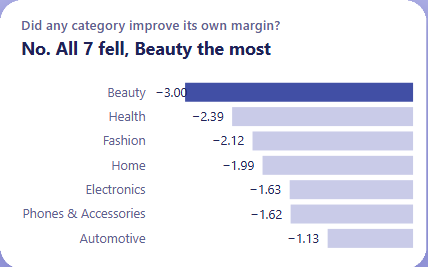 Did any category improve its own margin?
No. All 7 fell, Beauty the most
Beauty −3.00
Health −2.39
Fashion −2.12
Home −1.99
Electronics −1.63
Phones & Accessories −1.62
Automotive −1.13